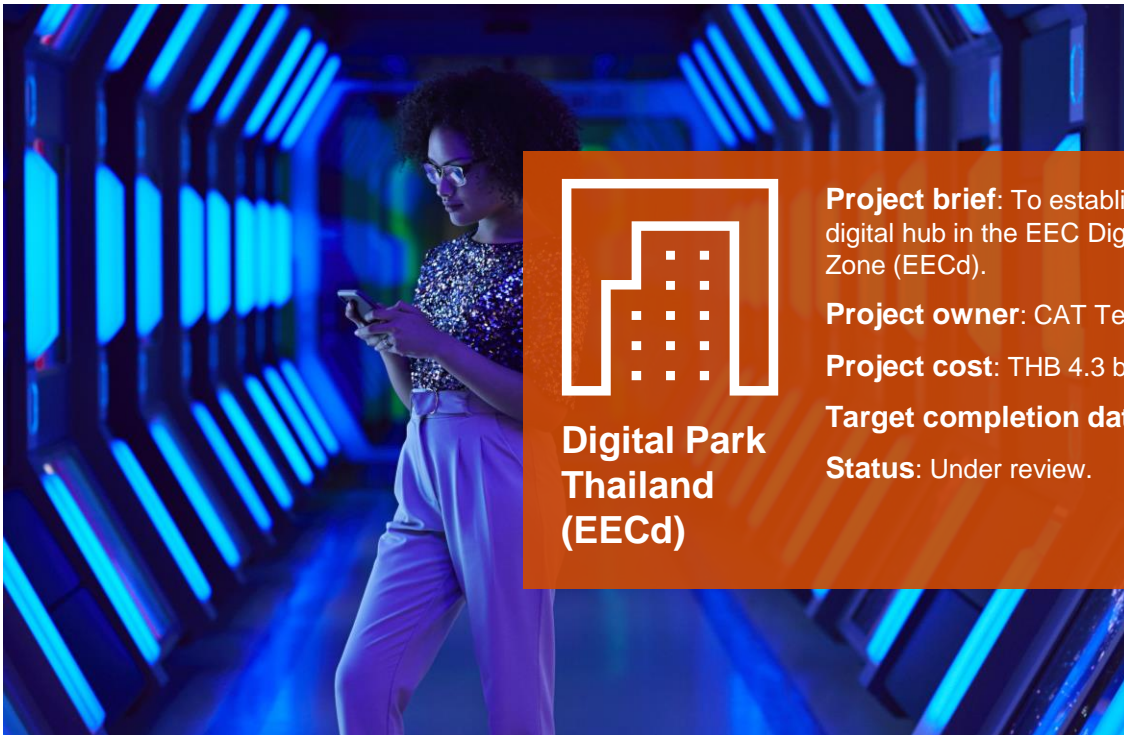 Digital Park
Thailand
(EECd)
Project brief: To establi
digital hub in the EEC Dig
Zone (EECd).
Project owner: CAT Te
Project cost: THB 4.3 b
Target completion dat
Status: Under review.